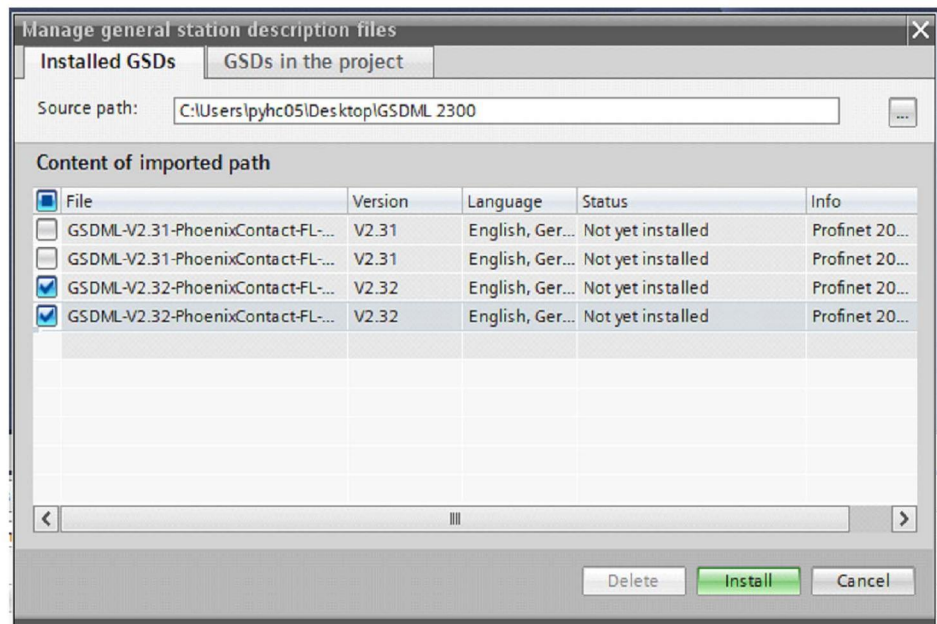 Manage general station description files
Installed GSDs GSDs in the project
Source path: C:\Users\pyhc05\Desktop\GSDML 2300 ...
Content of imported path
File Version Language Status Info
GSDML-V2.31-PhoenixContact-FL-... V2.31 English, Ger... Not yet installed Profinet 20...
GSDML-V2.31-PhoenixContact-FL-... V2.31 English, Ger... Not yet installed Profinet 20...
GSDML-V2.32-PhoenixContact-FL-... V2.32 English, Ger... Not yet installed Profinet 20...
GSDML-V2.32-PhoenixContact-FL-... V2.32 English, Ger... Not yet installed Profinet 20...
Delete Install Cancel